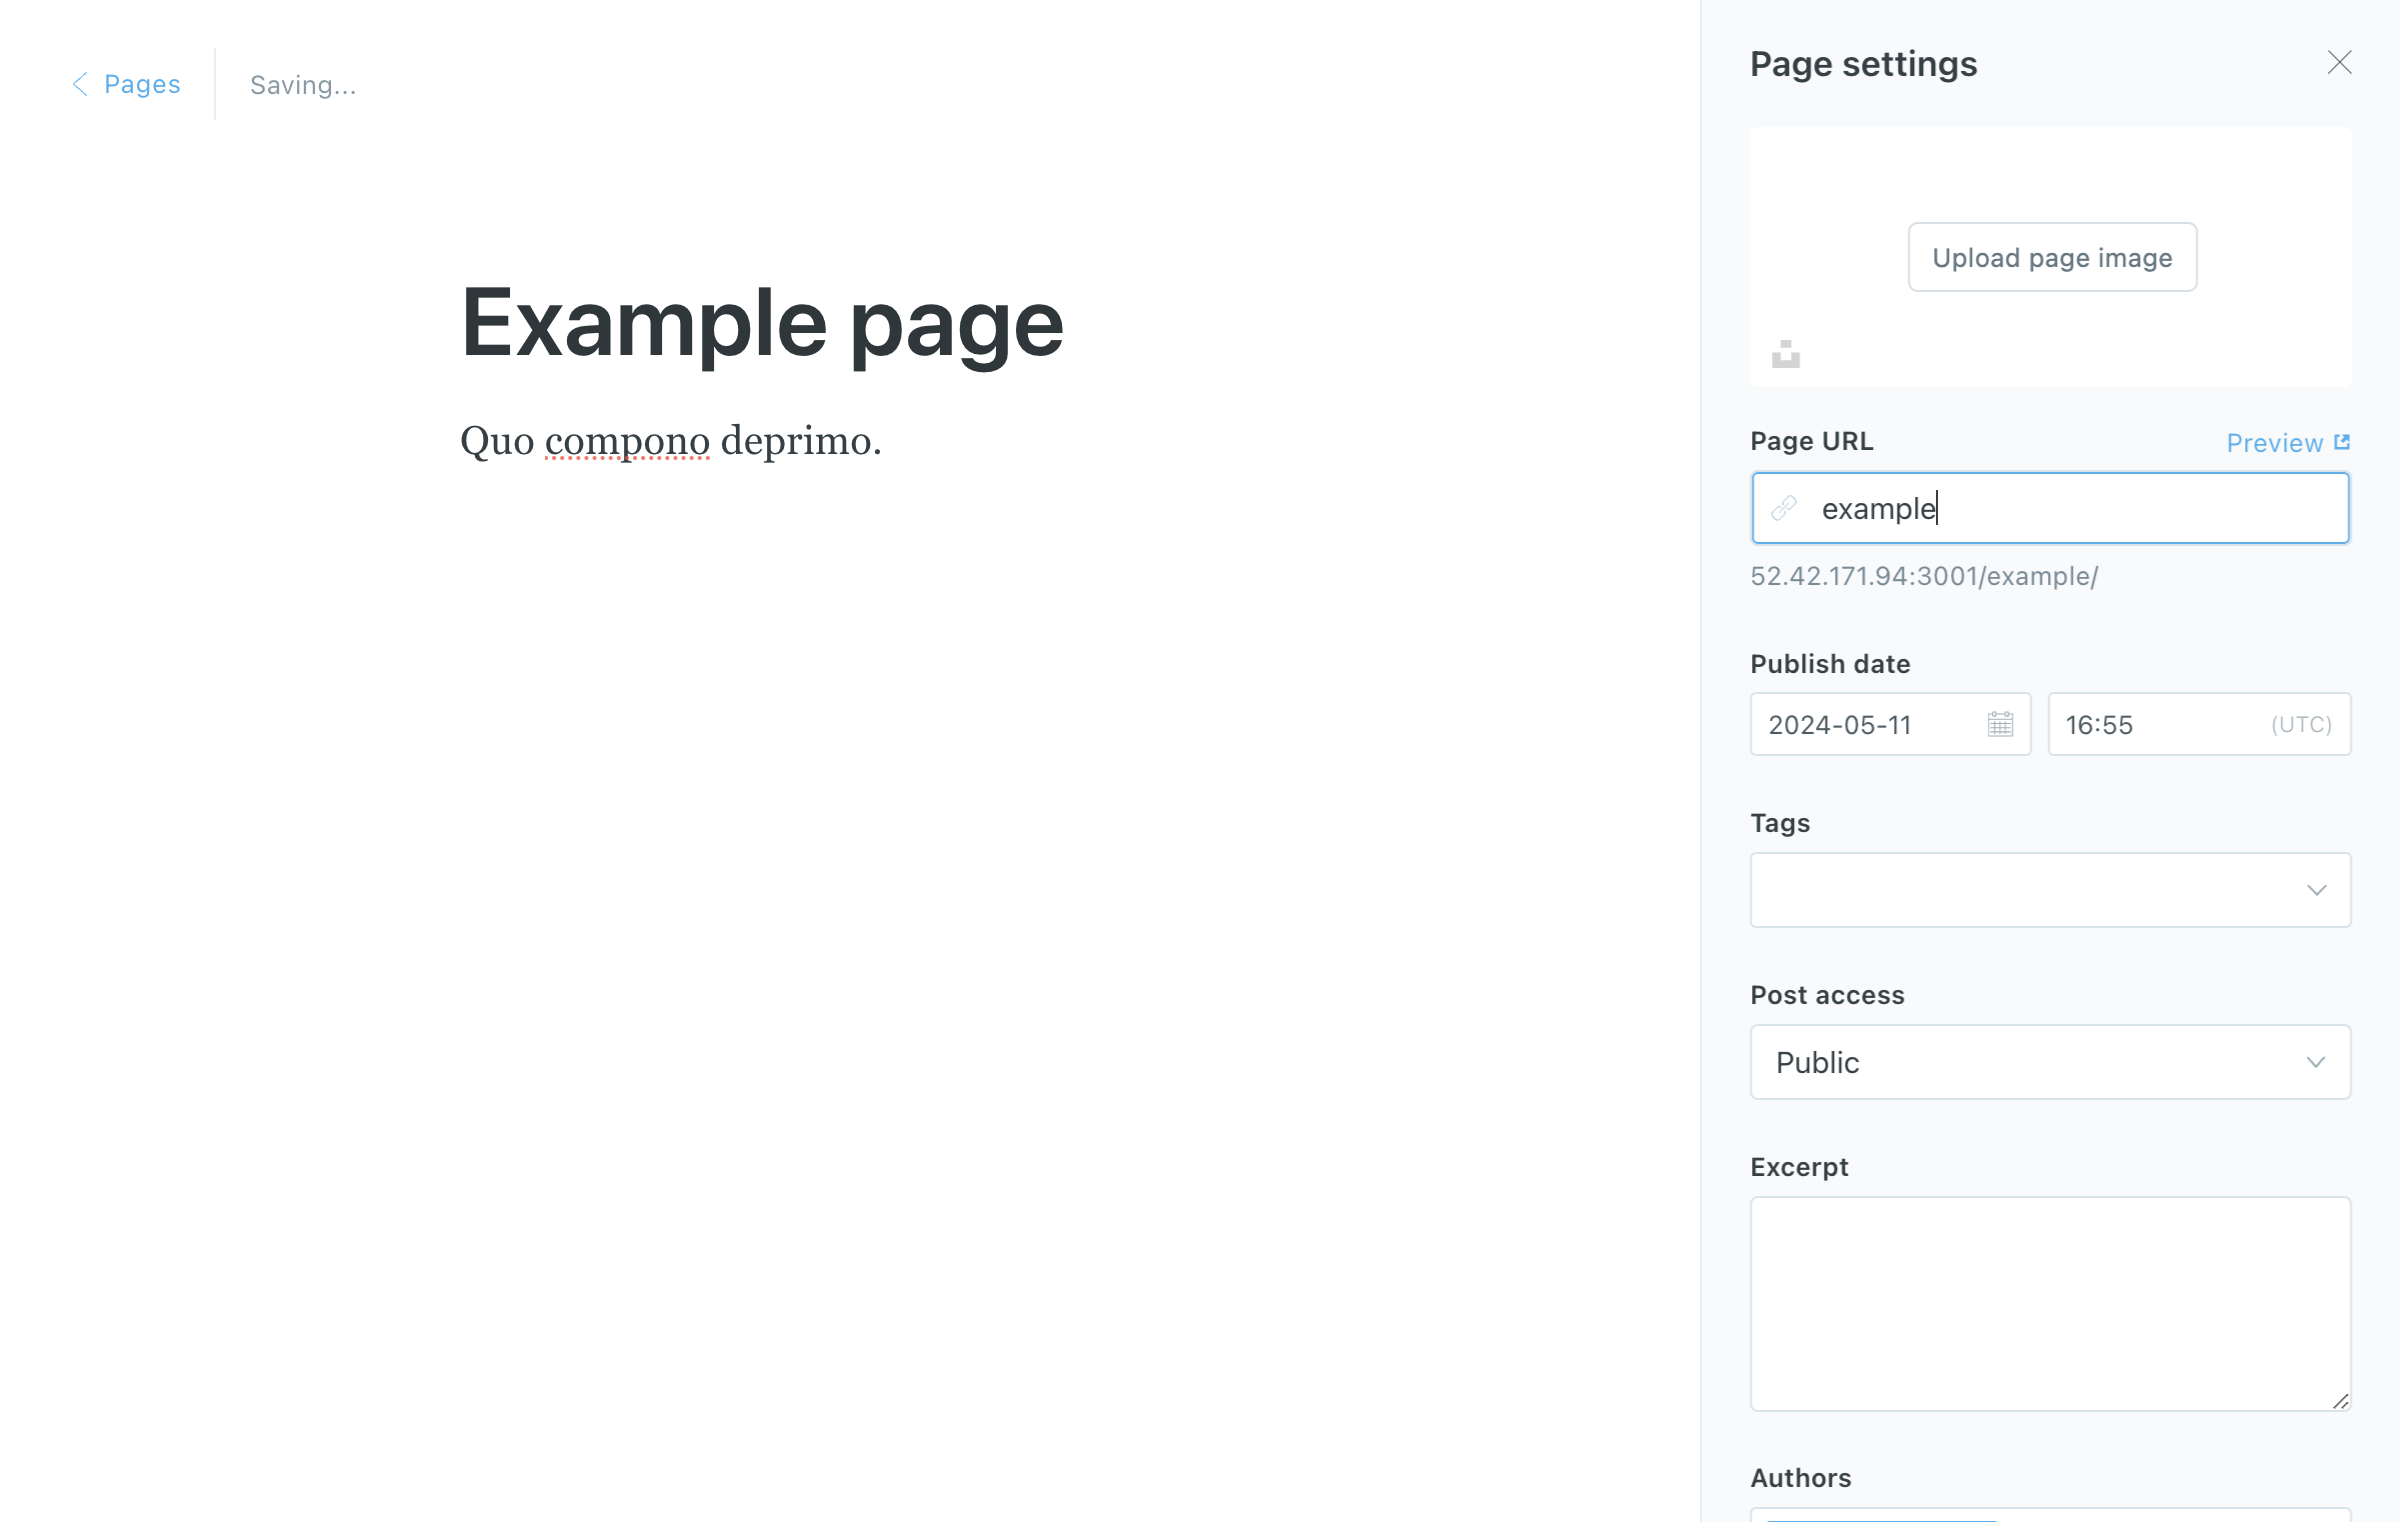 Pages
Saving...
Page settings
Upload page image
Example page
Quo compono deprimo.
Page URL
Preview
example
52.42.171.94:3001/example/
Publish date
2024-05-11
16:55
(UTC)
Tags
Post access
Public
Excerpt
Authors